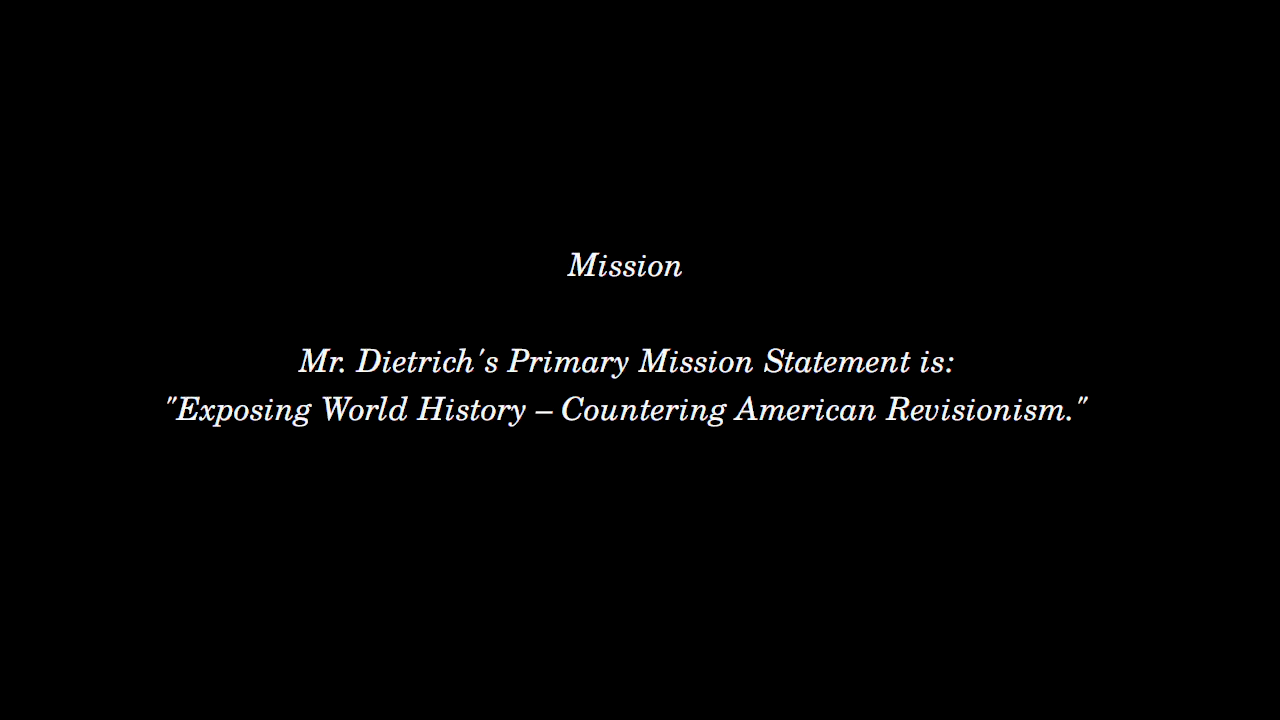 Mission
Mr. Dietrich's Primary Mission Statement is:
"Exposing World History – Countering American Revisionism."